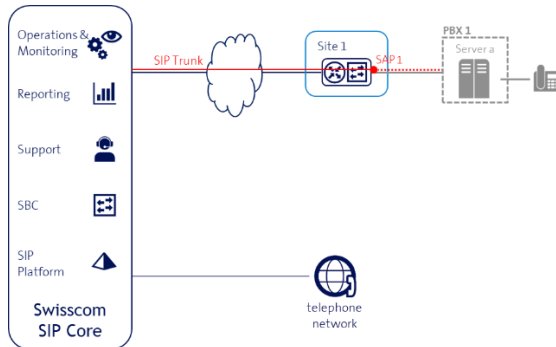 Operations &
Monitoring
Reporting
Support
SBC
SIP
Platform
Swisscom
SIP Core
SIP Trunk
Site 1
SAP 1
PBX 1
Server a
telephone
network